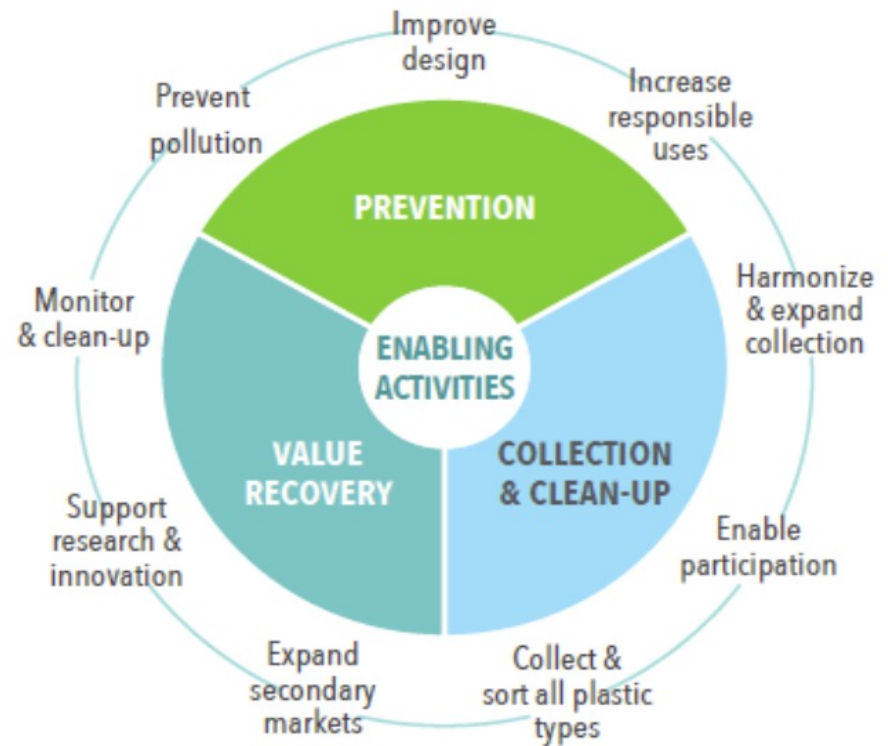 Improve
design
Increase
responsible
uses
Harmonize
& expand
collection
Enable
participation
Collect &
sort all plastic
types
Expand
secondary
markets
Support
research &
innovation
Monitor
& clean-up
Prevent
pollution
PREVENTION
COLLECTION
& CLEAN-UP
VALUE
RECOVERY
ENABLING
ACTIVITIES